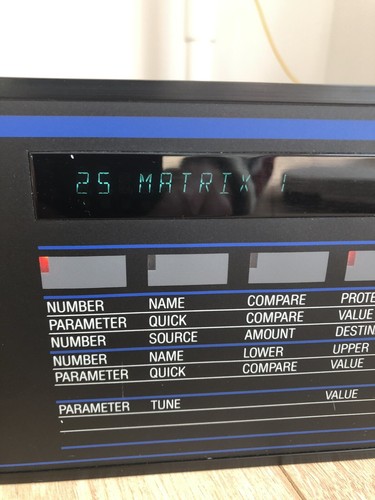 25 MATRIX 1
NUMBER NAME COMPARE
PARAMETER QUICK COMPARE VALUE
NUMBER SOURCE AMOUNT
NUMBER NAME LOWER UPPER
PARAMETER QUICK COMPARE VALUE
PARAMETER TUNE VALUE